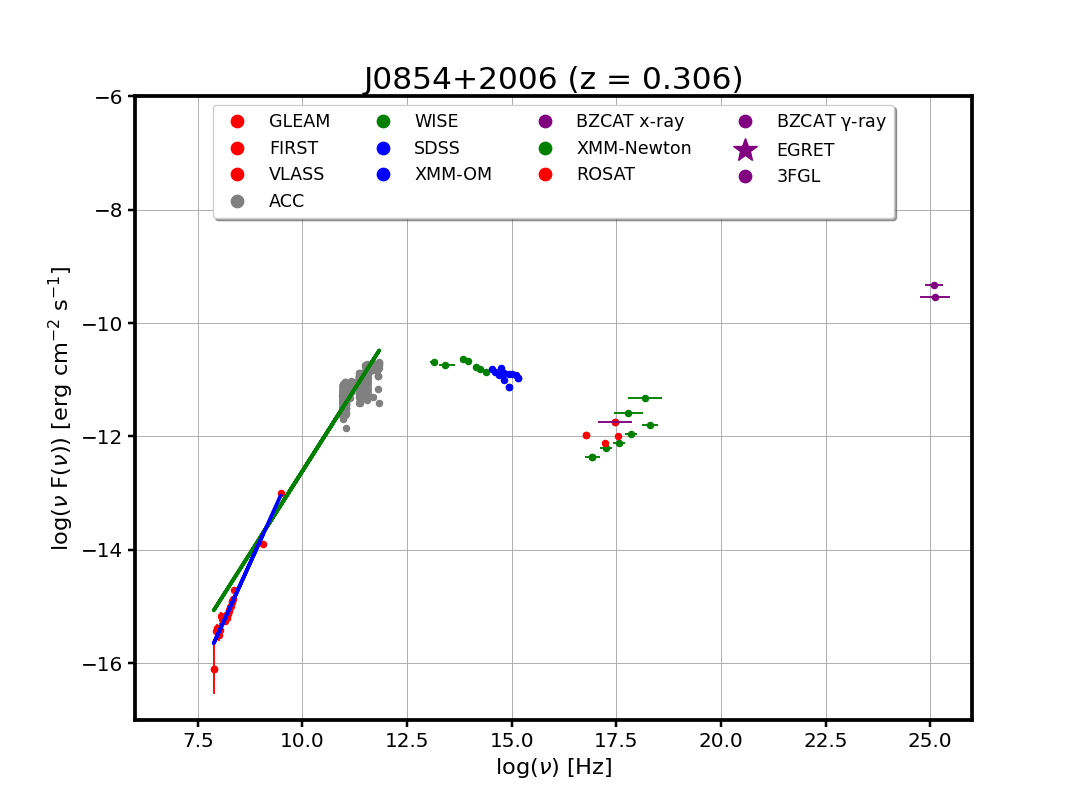 J0854+2006 (z = 0.306)
−6
GLEAM WISE BZCAT x-ray BZCAT γ-ray
FIRST SDSS XMM-Newton EGRET
VLASS XMM-OM ROSAT 3FGL
ACC
−8
−10
−12
−14
−16
log(ν F(ν)) [erg cm⁻² s⁻¹]
7.5 10.0 12.5 15.0 17.5 20.0 22.5 25.0
log(ν) [Hz]